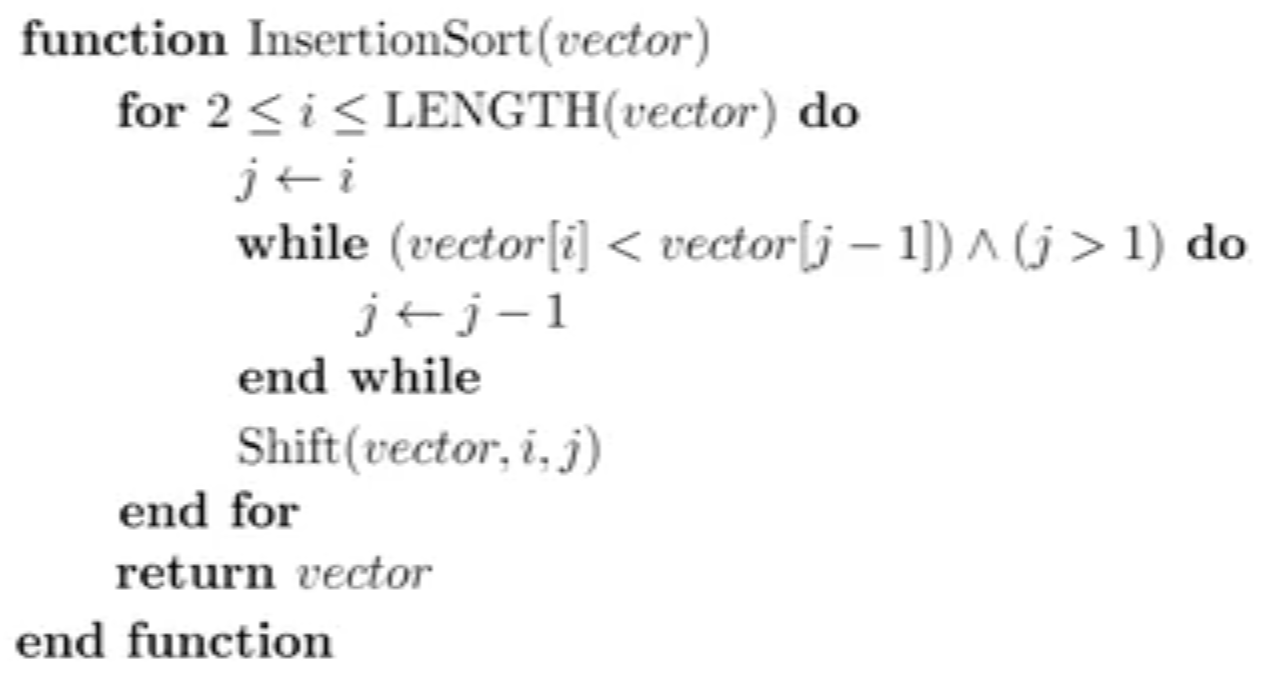 function InsertionSort(vector)
for 2 ≤ i ≤ LENGTH(vector) do
j ← i
while (vector[i] < vector[j − 1]) ∧ (j > 1) do
j ← j − 1
end while
Shift(vector, i, j)
end for
return vector
end function